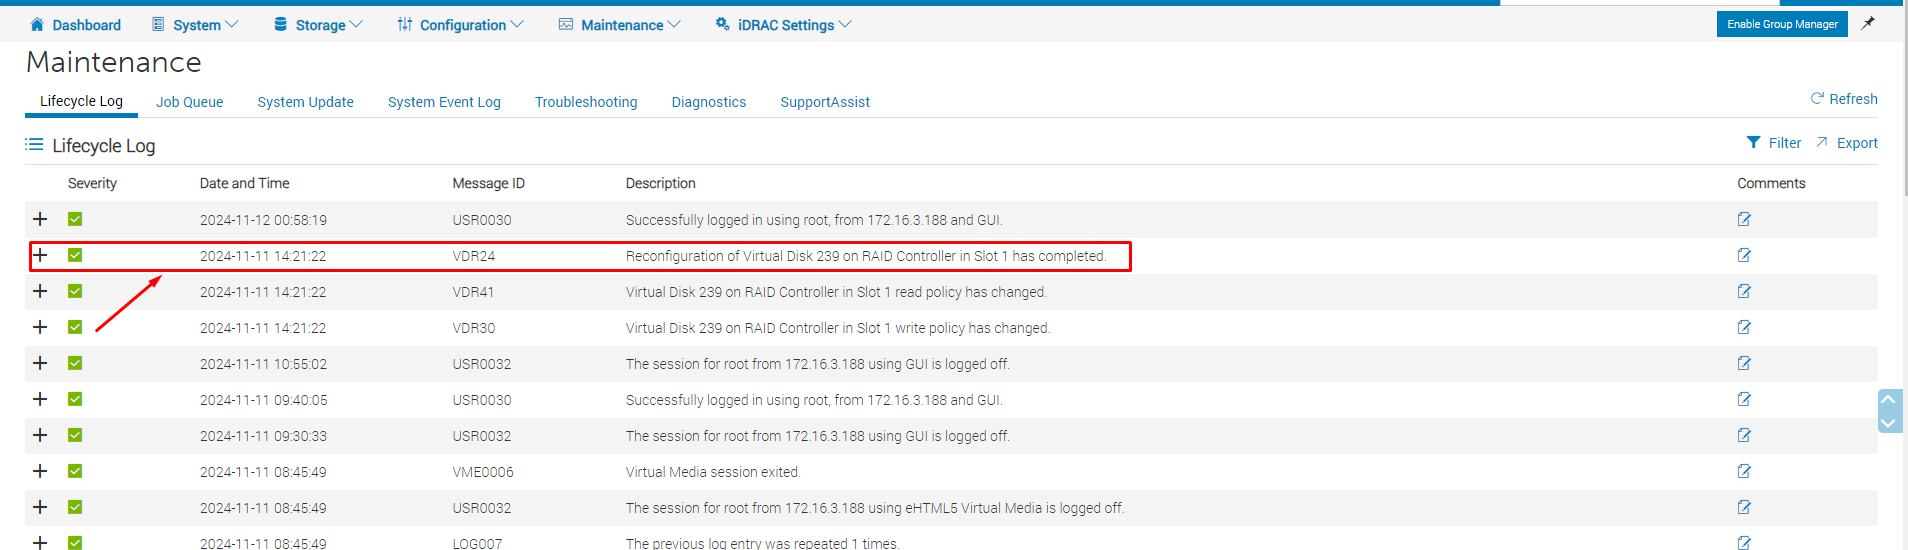 Dashboard System Storage Configuration Maintenance iDRAC Settings Enable Group Manager
Maintenance
Lifecycle Log Job Queue System Update System Event Log Troubleshooting Diagnostics SupportAssist Refresh
Lifecycle Log Filter Export
Severity Date and Time Message ID Description Comments
2024-11-12 00:58:19 USR0030 Successfully logged in using root, from 172.16.3.188 and GUI.
2024-11-11 14:21:22 VDR24 Reconfiguration of Virtual Disk 239 on RAID Controller in Slot 1 has completed.
2024-11-11 14:21:22 VDR41 Virtual Disk 239 on RAID Controller in Slot 1 read policy has changed.
2024-11-11 14:21:22 VDR30 Virtual Disk 239 on RAID Controller in Slot 1 write policy has changed.
2024-11-11 10:55:02 USR0032 The session for root from 172.16.3.188 using GUI is logged off.
2024-11-11 09:40:05 USR0030 Successfully logged in using root, from 172.16.3.188 and GUI.
2024-11-11 09:30:33 USR0032 The session for root from 172.16.3.188 using GUI is logged off.
2024-11-11 08:45:49 VME0006 Virtual Media session exited.
2024-11-11 08:45:49 USR0032 The session for root from 172.16.3.188 using eHTML5 Virtual Media is logged off.
2024-11-11 08:45:49 LOG007 The previous log entry was repeated 1 times.